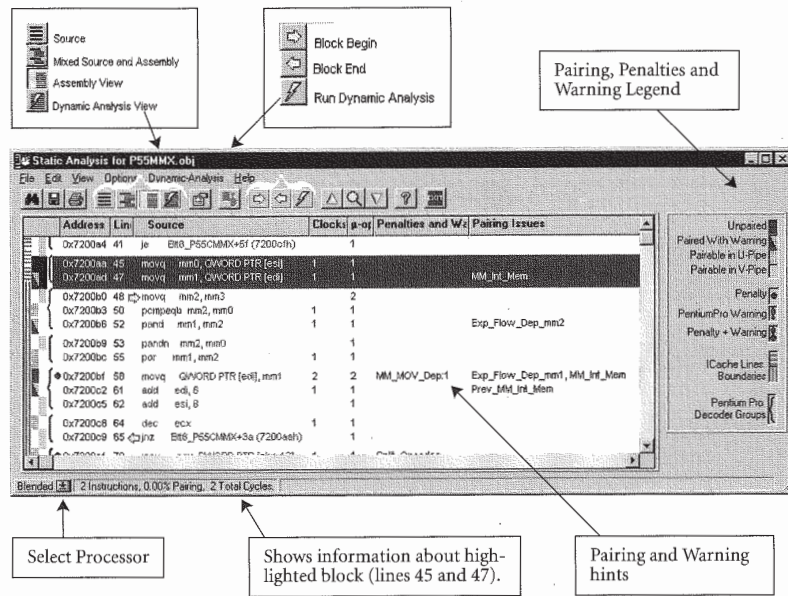 Source
Mixed Source and Assembly
Assembly View
Dynamic Analysis View
Block Begin
Block End
Run Dynamic Analysis
Pairing, Penalties and
Warning Legend
Static Analysis for P55MMX.obj
File Edit View Options Dynamic-Analysis Help
Address Lin Source Clocks µ-op Penalties and Wa Pairing Issues
0x7200a4 41 je Blt8_P55CMMX+5f (7200cfh) 1
0x7200aa 45 movq mm0, QWORD PTR [esi] 1 1
0x7200ad 47 movq mm1, QWORD PTR [edi] 1 1 MM_Int_Mem
0x7200b0 48 movq mm2, mm3 2
0x7200b3 50 pcmpeqb mm2, mm0 1 1
0x7200b6 52 pand mm1, mm2 1 Exp_Flow_Dep_mm2
0x7200b9 53 pandn mm2, mm0 1
0x7200bc 55 por mm1, mm2 1 1
0x7200bf 58 movq QWORD PTR [edi], mm1 2 2 MM_MOV_Dep:1 Exp_Flow_Dep_mm1, MM_Int_Mem
0x7200c2 61 add edi, 8 1 1 Prev_MM_Int_Mem
0x7200c5 62 add esi, 8 1
0x7200c8 64 dec ecx 1 1
0x7200c9 65 jnz Blt8_P55CMMX+3a (7200aah) 1
Unpaired
Paired With Warning
Pairable in U-Pipe
Pairable in V-Pipe
Penalty
PentiumPro Warning
Penalty + Warning
ICache Lines
Boundaries
Pentium Pro
Decoder Groups
Blended 2 Instructions, 0.00% Pairing, 2 Total Cycles.
Select Processor
Shows information about high-
lighted block (lines 45 and 47).
Pairing and Warning
hints